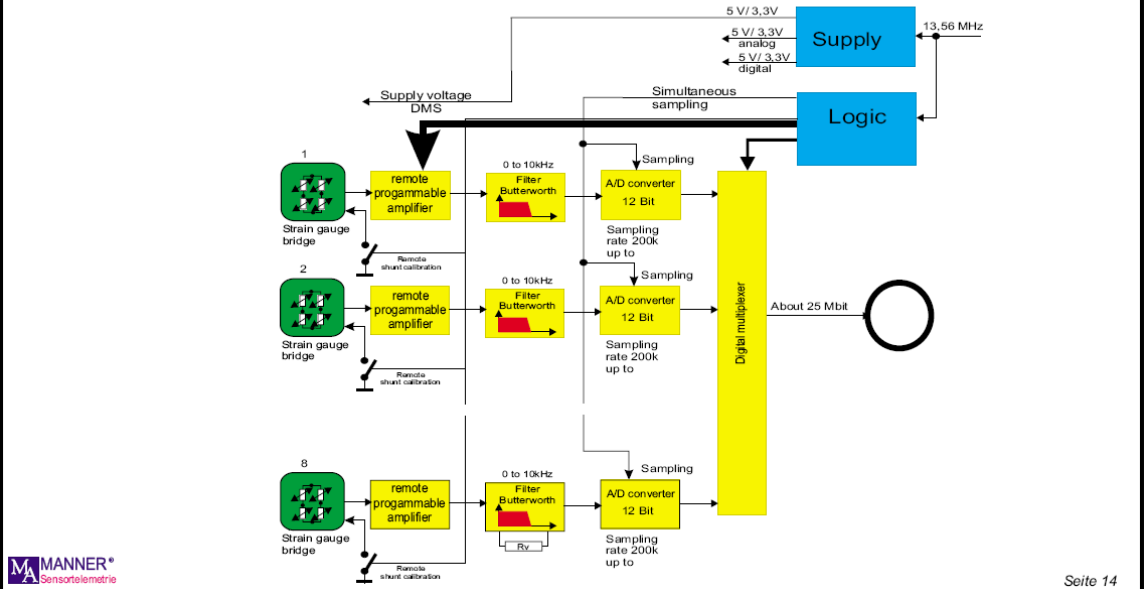 5 V/ 3,3V
5 V/ 3,3V
analog
5 V/ 3,3V
digital
Supply
13,56 MHz
Supply voltage
DMS
Simultaneous
sampling
Logic
1
Strain gauge
bridge
remote
progammable
amplifier
0 to 10kHz
Filter
Butterworth
Sampling
A/D converter
12 Bit
Sampling
rate 200k
up to
Remote
shunt calibration
2
Strain gauge
bridge
remote
progammable
amplifier
0 to 10kHz
Filter
Butterworth
Sampling
A/D converter
12 Bit
Sampling
rate 200k
up to
Remote
shunt calibration
Digital multiplexer
About 25 Mbit
8
Strain gauge
bridge
remote
progammable
amplifier
0 to 10kHz
Filter
Butterworth
Rv
Sampling
A/D converter
12 Bit
Sampling
rate 200k
up to
Remote
shunt calibration
MA MANNER®
Sensortelemetrie
Seite 14